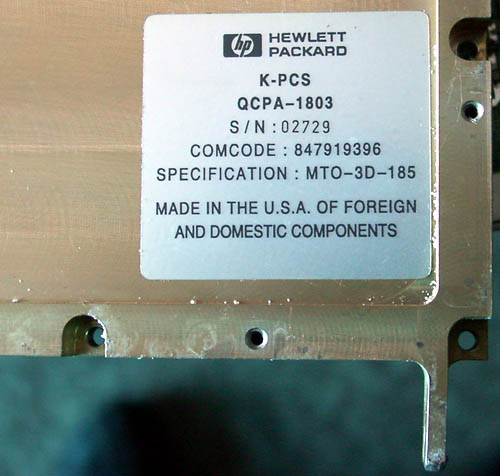 hp HEWLETT
PACKARD
K-PCS
QCPA-1803
S/N : 02729
COMCODE : 847919396
SPECIFICATION : MTO-3D-185
MADE IN THE U.S.A. OF FOREIGN
AND DOMESTIC COMPONENTS